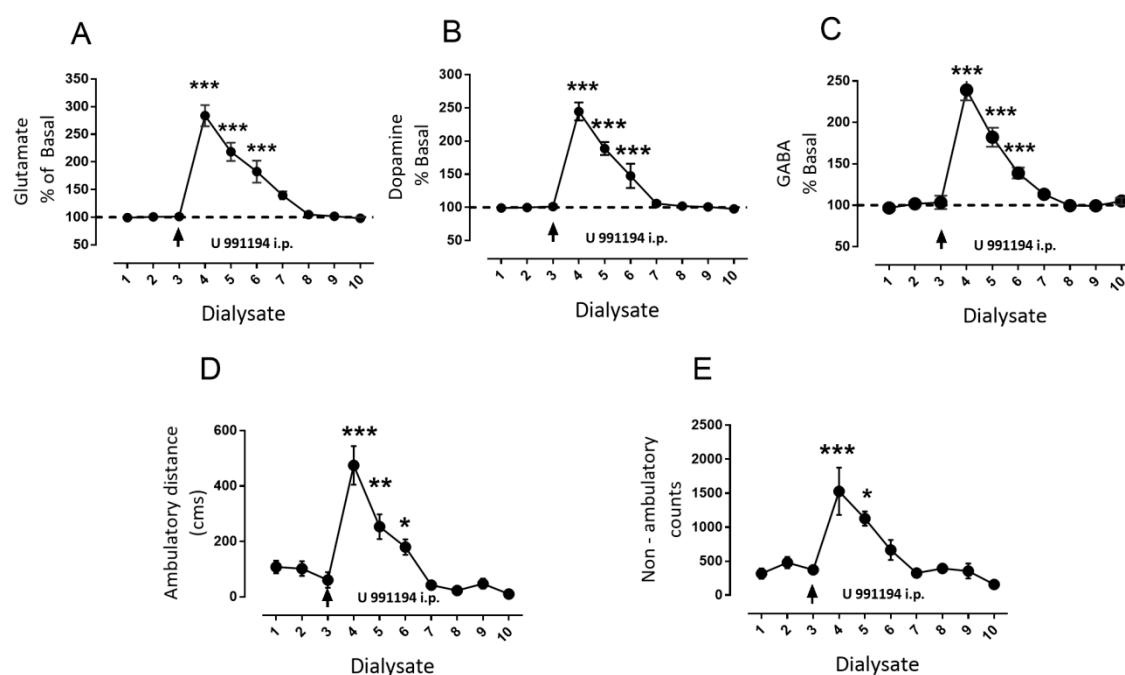 A
Glutamate
% of Basal
350
300
250
200
150
100
50
***
***
***
U 991194 i.p.
1 2 3 4 5 6 7 8 9 10
Dialysate
B
Dopamine
% Basal
300
250
200
150
100
50
***
***
***
U 991194 i.p.
1 2 3 4 5 6 7 8 9 10
Dialysate
C
GABA
% Basal
250
200
150
100
50
***
***
***
U 991194 i.p.
1 2 3 4 5 6 7 8 9 10
Dialysate
D
Ambulatory distance
(cms)
600
400
200
0
***
**
*
U 991194 i.p.
1 2 3 4 5 6 7 8 9 10
Dialysate
E
Non - ambulatory
counts
2500
2000
1500
1000
500
0
***
*
U 991194 i.p.
1 2 3 4 5 6 7 8 9 10
Dialysate